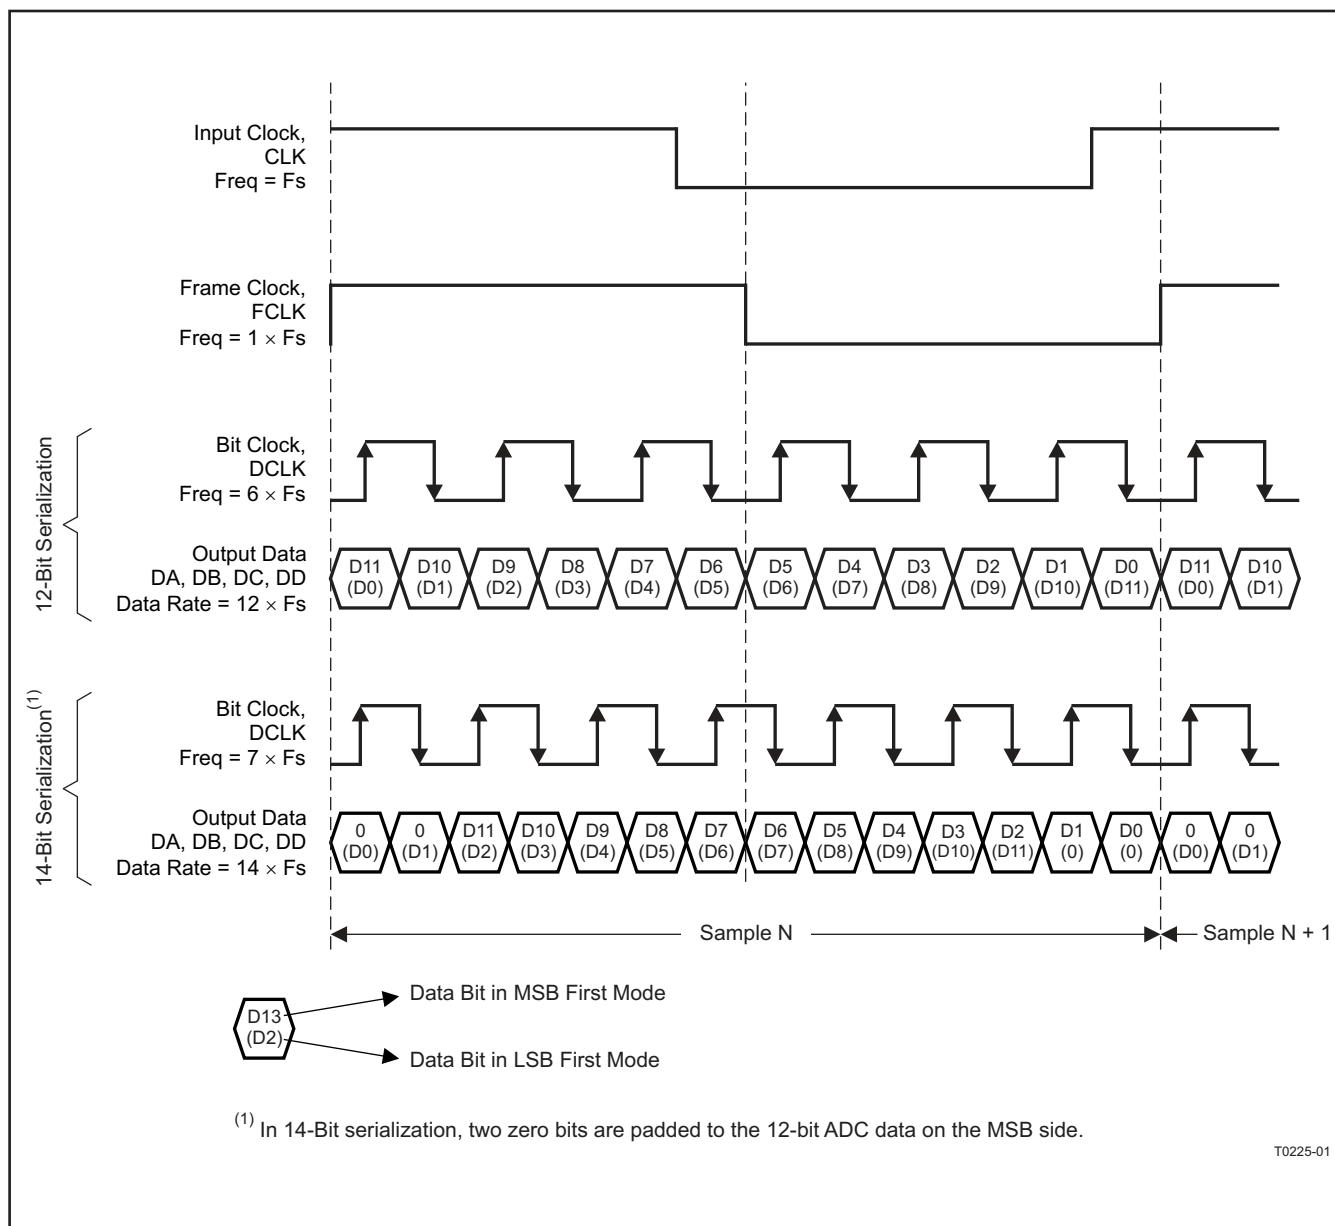 Input Clock,
CLK
Freq = Fs
Frame Clock,
FCLK
Freq = 1 × Fs
12-Bit Serialization
Bit Clock,
DCLK
Freq = 6 × Fs
Output Data
DA, DB, DC, DD
Data Rate = 12 × Fs
D11 D10 D9 D8 D7 D6 D5 D4 D3 D2 D1 D0 D11 D10
(D0) (D1) (D2) (D3) (D4) (D5) (D6) (D7) (D8) (D9) (D10) (D11) (D0) (D1)
14-Bit Serialization(1)
Bit Clock,
DCLK
Freq = 7 × Fs
Output Data
DA, DB, DC, DD
Data Rate = 14 × Fs
0 0 D11 D10 D9 D8 D7 D6 D5 D4 D3 D2 D1 D0 0 0
(D0) (D1) (D2) (D3) (D4) (D5) (D6) (D7) (D8) (D9) (D10) (D11) (0) (0) (D0) (D1)
Sample N
Sample N + 1
D13
(D2)
Data Bit in MSB First Mode
Data Bit in LSB First Mode
(1) In 14-Bit serialization, two zero bits are padded to the 12-bit ADC data on the MSB side.
T0225-01